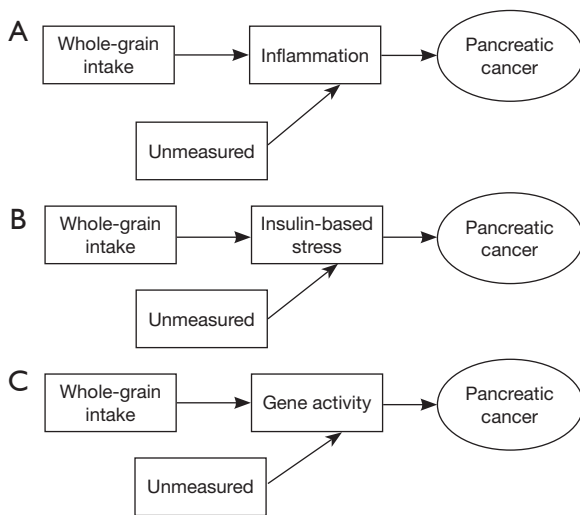 A
Whole-grain
intake
Inflammation
Pancreatic
cancer
Unmeasured
B
Whole-grain
intake
Insulin-based
stress
Pancreatic
cancer
Unmeasured
C
Whole-grain
intake
Gene activity
Pancreatic
cancer
Unmeasured